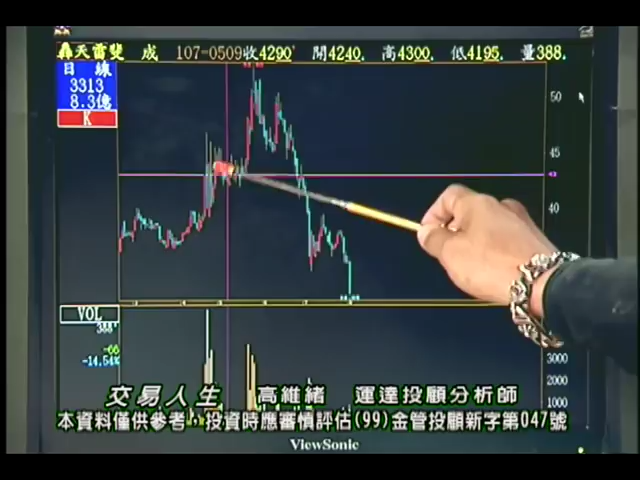 轟天雷斐 成 107-0509收4290 開4240. 高4300. 低4195. 量388.
日 線
3313
8.3億
K
50
45
43
40
VOL
388
-66
-14.54%
3000
2000
1000
交易人生 高維緒 運達投顧分析師
本資料僅供參考，投資時應審慎評估(99)金管投顧新字第047號
ViewSonic